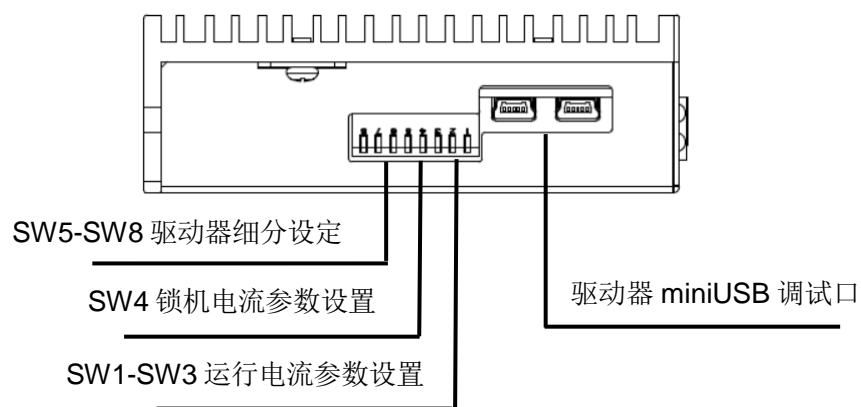 SW5-SW8 驱动器细分设定
SW4 锁机电流参数设置
驱动器 miniUSB 调试口
SW1-SW3 运行电流参数设置